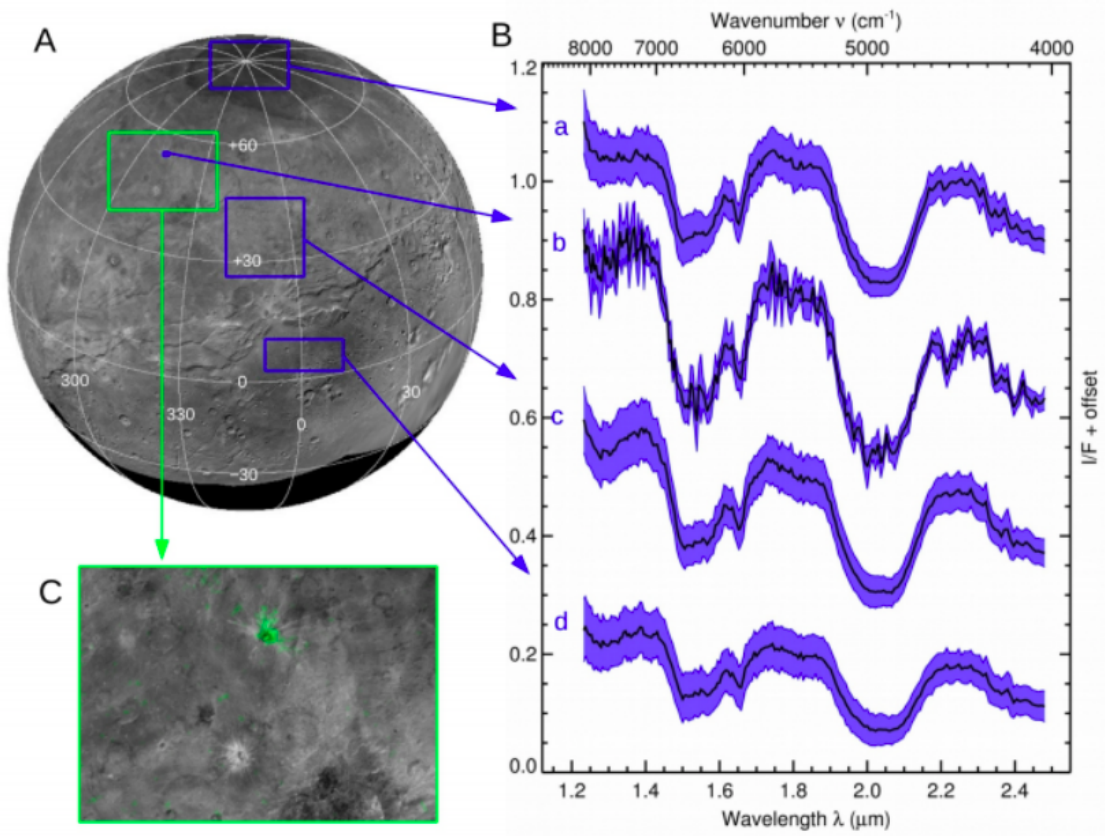 A
+60
+30
300
0
30
330
0
−30
B
Wavenumber ν (cm⁻¹)
8000 7000 6000 5000 4000
1.2
a
1.0
b
0.8
0.6
c
0.4
d
0.2
0.0
1.2 1.4 1.6 1.8 2.0 2.2 2.4
Wavelength λ (μm)
I/F + offset
C